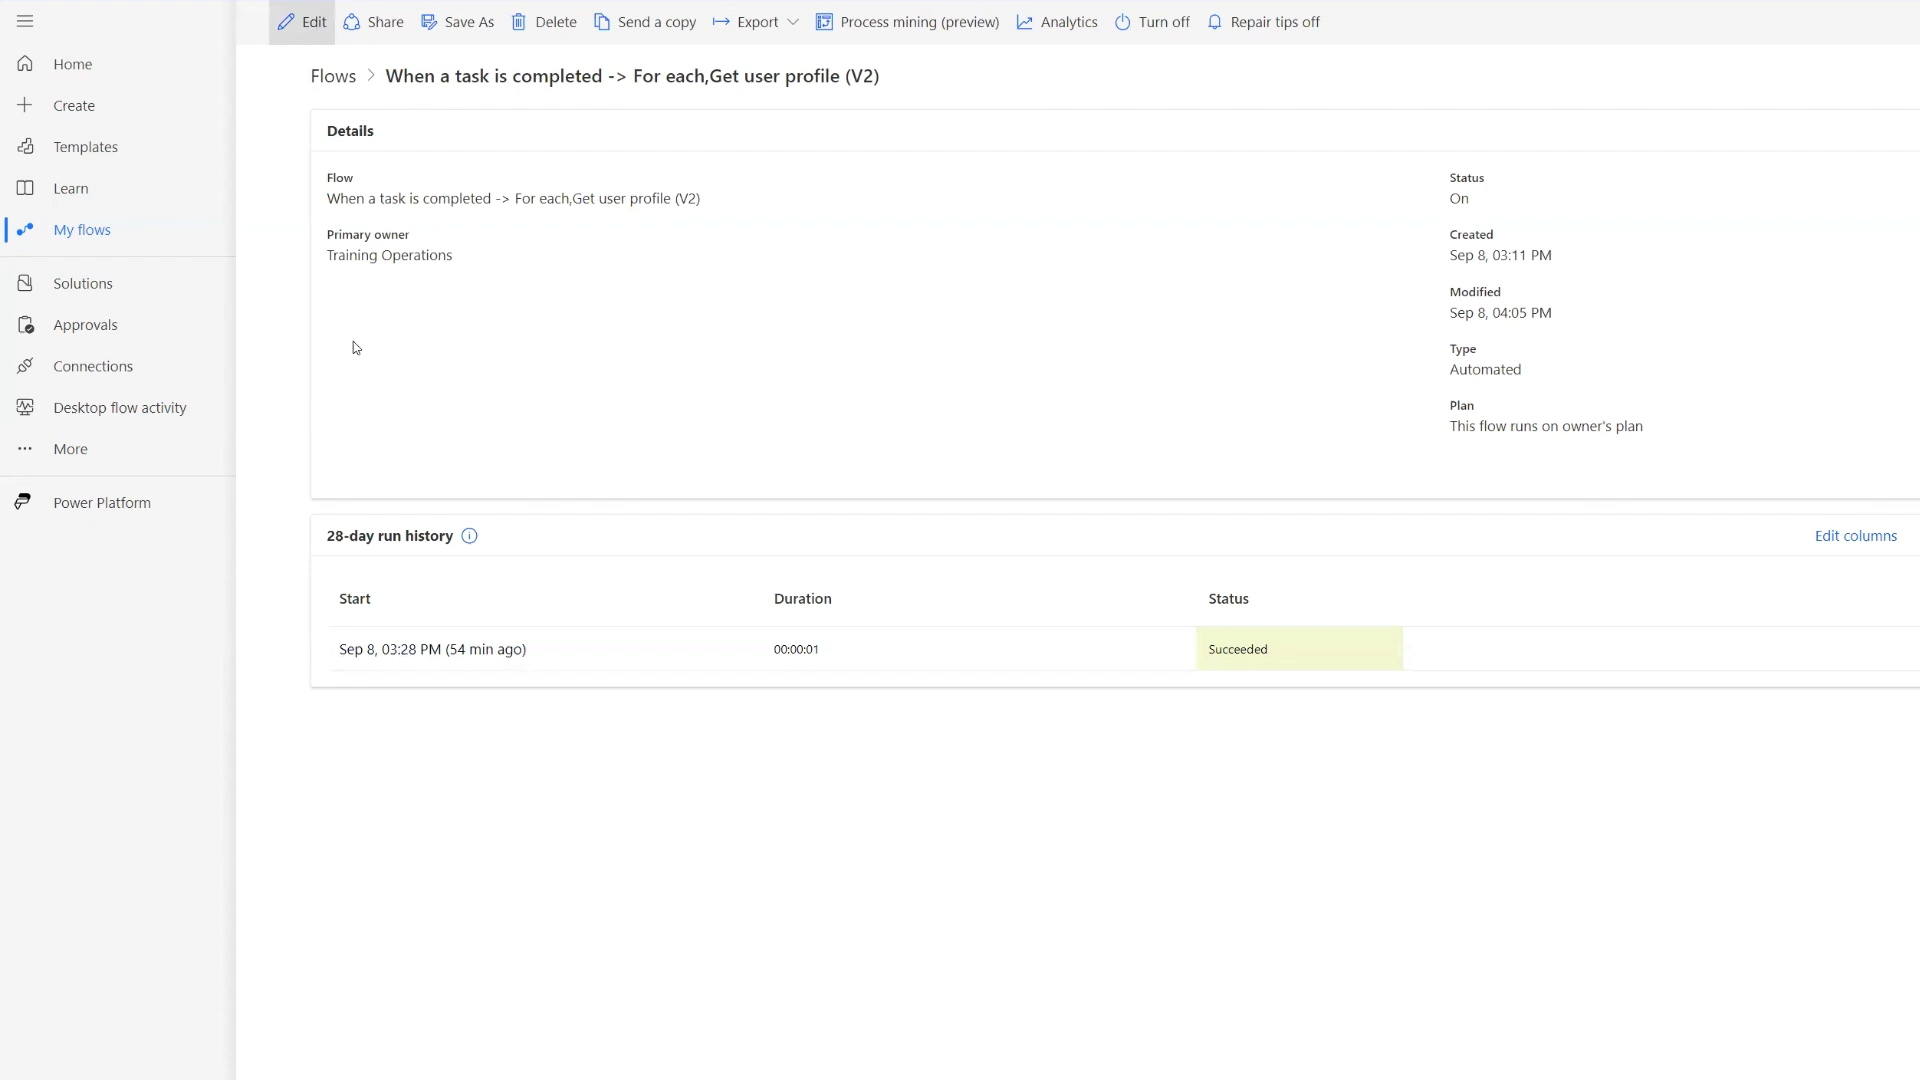 Edit Share Save As Delete Send a copy Export Process mining (preview) Analytics Turn off Repair tips off
Home
Create
Templates
Learn
My flows
Solutions
Approvals
Connections
Desktop flow activity
More
Power Platform
Flows > When a task is completed -> For each,Get user profile (V2)
Details
Flow
When a task is completed -> For each,Get user profile (V2)
Primary owner
Training Operations
Status
On
Created
Sep 8, 03:11 PM
Modified
Sep 8, 04:05 PM
Type
Automated
Plan
This flow runs on owner's plan
28-day run history Edit columns
Start Duration Status
Sep 8, 03:28 PM (54 min ago) 00:00:01 Succeeded